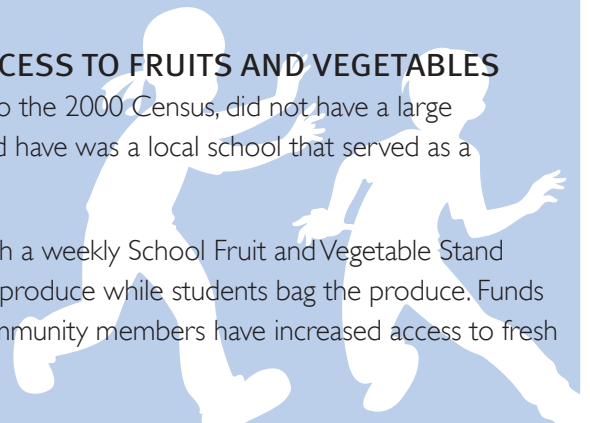 CESS TO FRUITS AND VEGETABLES
o the 2000 Census, did not have a large
d have was a local school that served as a
h a weekly School Fruit and Vegetable Stand
produce while students bag the produce. Funds
mmunity members have increased access to fresh